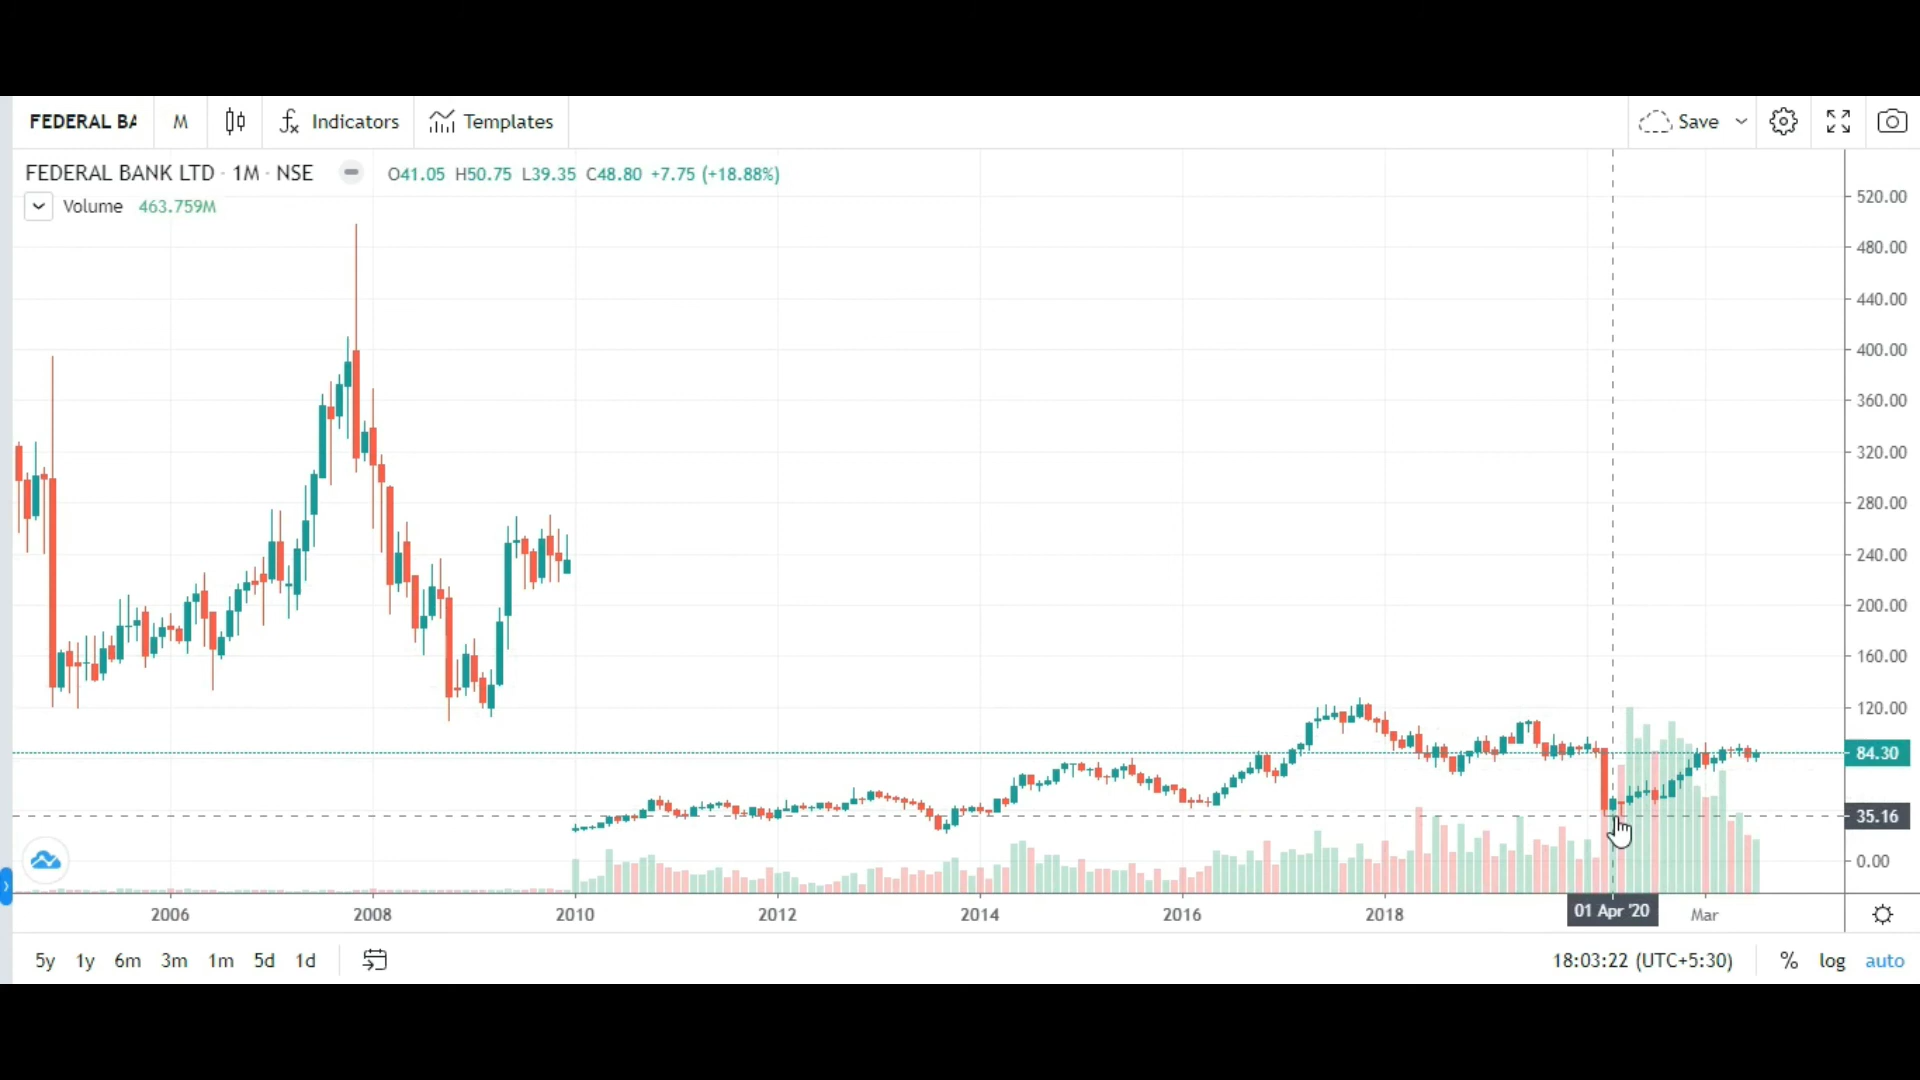 FEDERAL BA M Indicators Templates Save
FEDERAL BANK LTD · 1M · NSE O41.05 H50.75 L39.35 C48.80 +7.75 (+18.88%)
Volume 463.759M
520.00
480.00
440.00
400.00
360.00
320.00
280.00
240.00
200.00
160.00
120.00
84.30
35.16
0.00
2006 2008 2010 2012 2014 2016 2018 01 Apr '20 Mar
5y 1y 6m 3m 1m 5d 1d 18:03:22 (UTC+5:30) % log auto